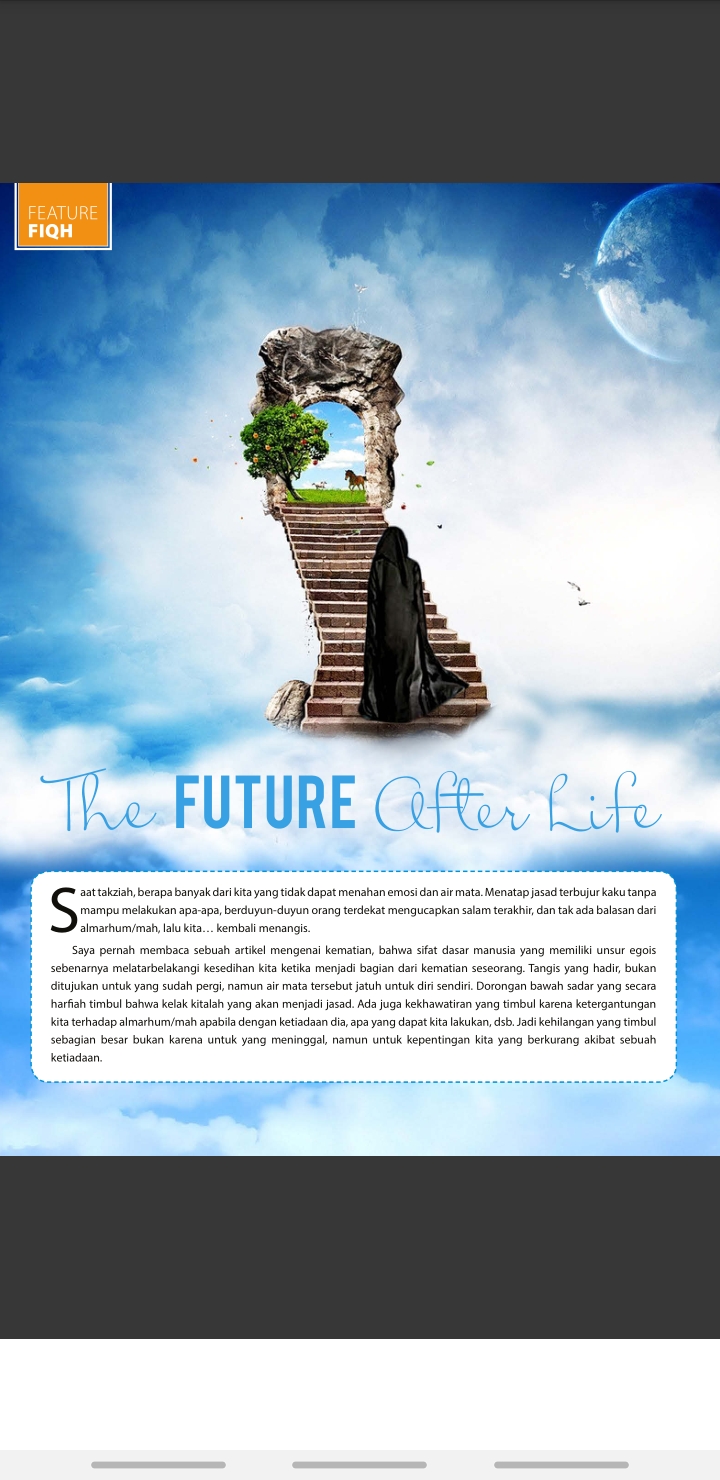 FEATURE
FIQH
The FUTURE After Life
Saat takziah, berapa banyak dari kita yang tidak dapat menahan emosi dan air mata. Menatap jasad terbujur kaku tanpa
mampu melakukan apa-apa, berduyun-duyun orang terdekat mengucapkan salam terakhir, dan tak ada balasan dari
almarhum/mah, lalu kita… kembali menangis.
Saya pernah membaca sebuah artikel mengenai kematian, bahwa sifat dasar manusia yang memiliki unsur egois
sebenarnya melatarbelakangi kesedihan kita ketika menjadi bagian dari kematian seseorang. Tangis yang hadir, bukan
ditujukan untuk yang sudah pergi, namun air mata tersebut jatuh untuk diri sendiri. Dorongan bawah sadar yang secara
harfiah timbul bahwa kelak kitalah yang akan menjadi jasad. Ada juga kekhawatiran yang timbul karena ketergantungan
kita terhadap almarhum/mah apabila dengan ketiadaan dia, apa yang dapat kita lakukan, dsb. Jadi kehilangan yang timbul
sebagian besar bukan karena untuk yang meninggal, namun untuk kepentingan kita yang berkurang akibat sebuah
ketiadaan.